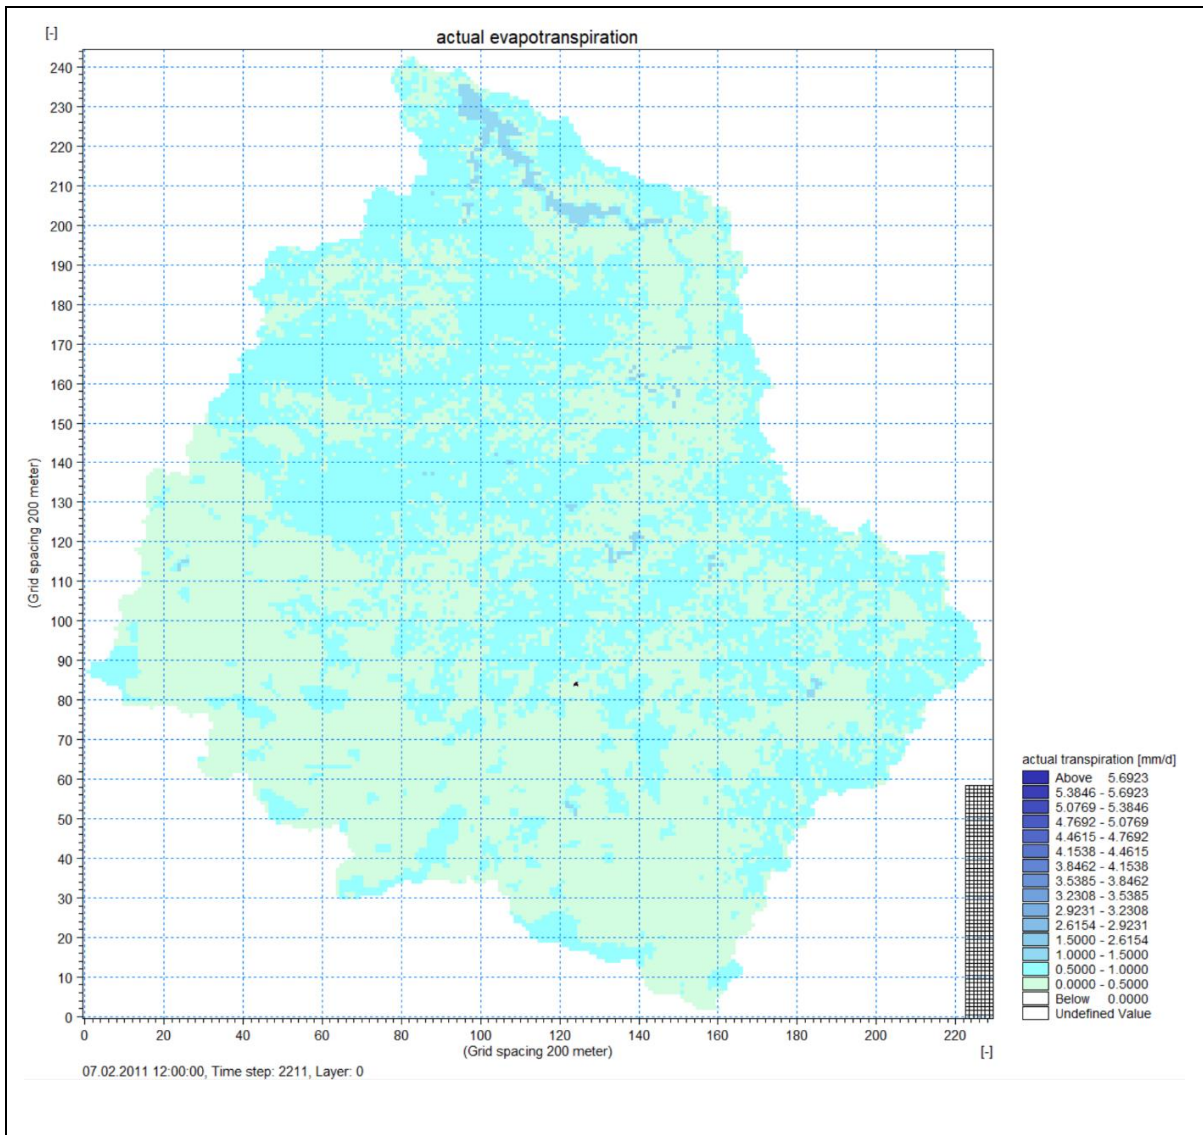 [-]
actual evapotranspiration
240
230
220
210
200
190
180
170
160
150
140
130
120
110
100
90
80
70
60
50
40
30
20
10
0
(Grid spacing 200 meter)
0 20 40 60 80 100 120 140 160 180 200 220
(Grid spacing 200 meter) [-]
07.02.2011 12:00:00, Time step: 2211, Layer: 0
actual transpiration [mm/d]
Above 5.6923
5.3846 - 5.6923
5.0769 - 5.3846
4.7692 - 5.0769
4.4615 - 4.7692
4.1538 - 4.4615
3.8462 - 4.1538
3.5385 - 3.8462
3.2308 - 3.5385
2.9231 - 3.2308
2.6154 - 2.9231
1.5000 - 2.6154
1.0000 - 1.5000
0.5000 - 1.0000
0.0000 - 0.5000
Below 0.0000
Undefined Value